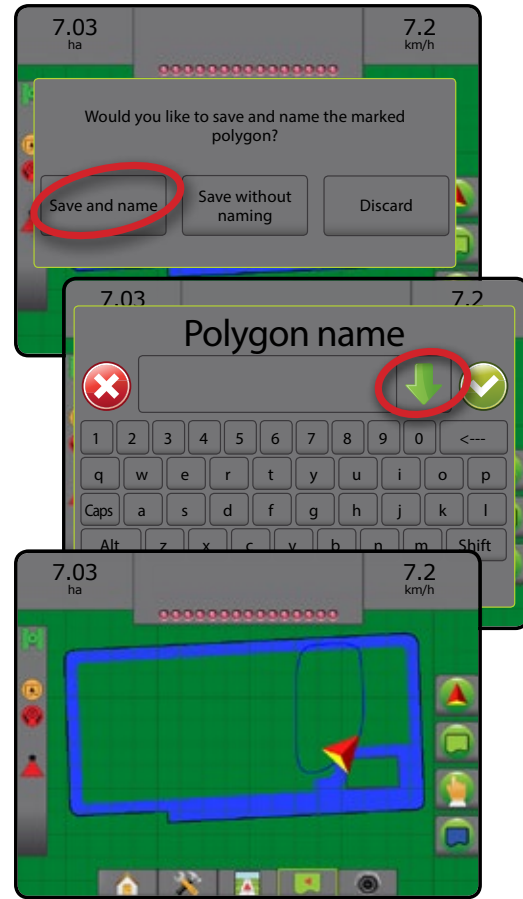 7.03 7.2
ha km/h
Would you like to save and name the marked
polygon?
Save and name
Save without
naming
Discard
7.03 7.2
Polygon name
1 2 3 4 5 6 7 8 9 0 <---
q w e r t y u i o p
Caps a s d f g h j k l
Alt z x c v b n m Shift
7.03 7.2
ha km/h